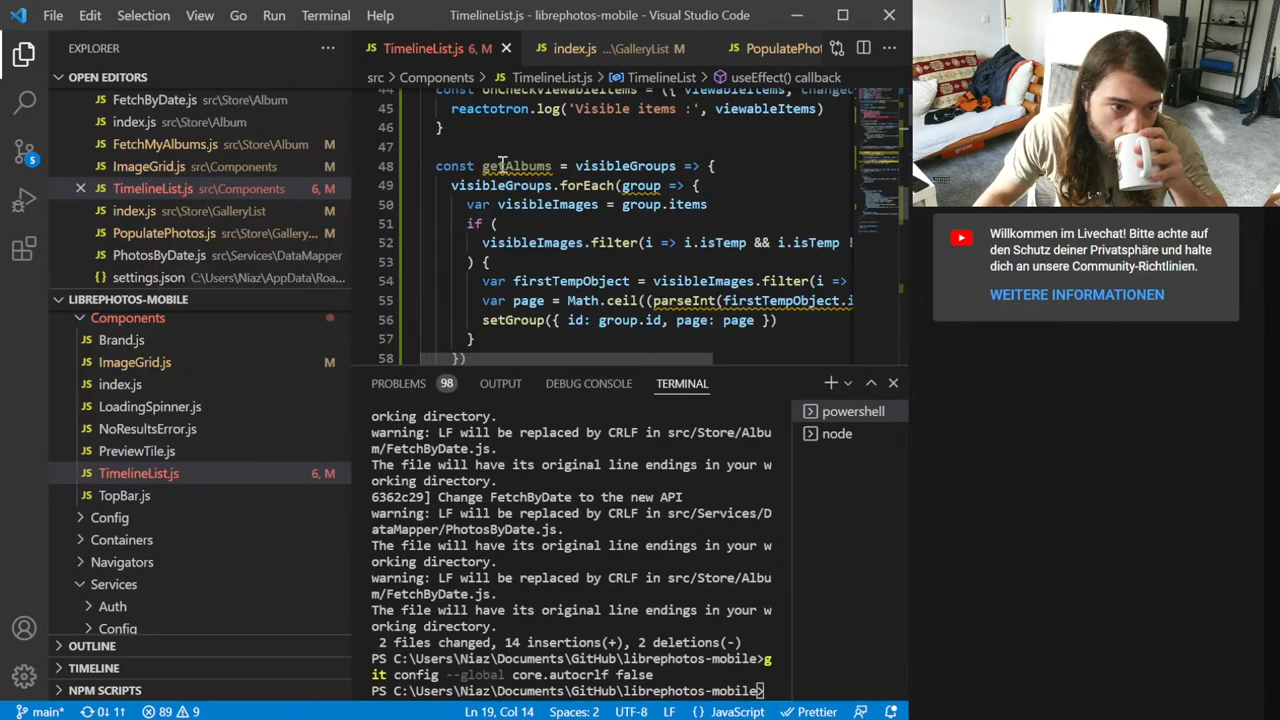 File Edit Selection View Go Run Terminal Help
TimelineList.js - librephotos-mobile - Visual Studio Code
EXPLORER
OPEN EDITORS
FetchByDate.js src\Store\Album
index.js src\Store\Album
FetchMyAlbums.js src\Store\Album M
ImageGrid.js src\Components M
TimelineList.js src\Components 6, M
index.js src\GalleryList M
PopulatePhotos.js src\Store\Gallery... M
PhotosByDate.js src\Services\DataMapper
settings.json C:\Users\Niaz\AppData\Roa...
LIBREPHOTOS-MOBILE
Components
Brand.js
ImageGrid.js M
index.js
LoadingSpinner.js
NoResultsError.js
PreviewTile.js
TimelineList.js 6, M
TopBar.js
Config
Containers
Navigators
Services
Auth
Config
OUTLINE
TIMELINE
NPM SCRIPTS
5
TimelineList.js 6, M
index.js ...\GalleryList M
PopulatePhot
src > Components > TimelineList.js > TimelineList > useEffect() callback
44 const onCheckViewableItems = ({ viewableItems, changed
45 reactotron.log('Visible items :', viewableItems)
46 }
47
48 const getAlbums = visibleGroups => {
49 visibleGroups.forEach(group => {
50 var visibleImages = group.items
51 if (
52 visibleImages.filter(i => i.isTemp && i.isTemp !
53 ) {
54 var firstTempObject = visibleImages.filter(i =>
55 var page = Math.ceil((parseInt(firstTempObject.i
56 setGroup({ id: group.id, page: page })
57 }
58 })
PROBLEMS 98 OUTPUT DEBUG CONSOLE TERMINAL
powershell
node
orking directory.
warning: LF will be replaced by CRLF in src/Store/Albu
m/FetchByDate.js.
The file will have its original line endings in your w
orking directory.
6362c29] Change FetchByDate to the new API
warning: LF will be replaced by CRLF in src/Services/D
ataMapper/PhotosByDate.js.
The file will have its original line endings in your w
orking directory.
warning: LF will be replaced by CRLF in src/Store/Albu
m/FetchByDate.js.
The file will have its original line endings in your w
orking directory.
2 files changed, 14 insertions(+), 2 deletions(-)
PS C:\Users\Niaz\Documents\GitHub\librephotos-mobile>g
it config --global core.autocrlf false
PS C:\Users\Niaz\Documents\GitHub\librephotos-mobile>
main* 0↓ 1↑ 89 9
Ln 19, Col 14 Spaces: 2 UTF-8 LF {} JavaScript Prettier
Willkommen im Livechat! Bitte achte auf
den Schutz deiner Privatsphäre und halte
dich an unsere Community-Richtlinien.
WEITERE INFORMATIONEN